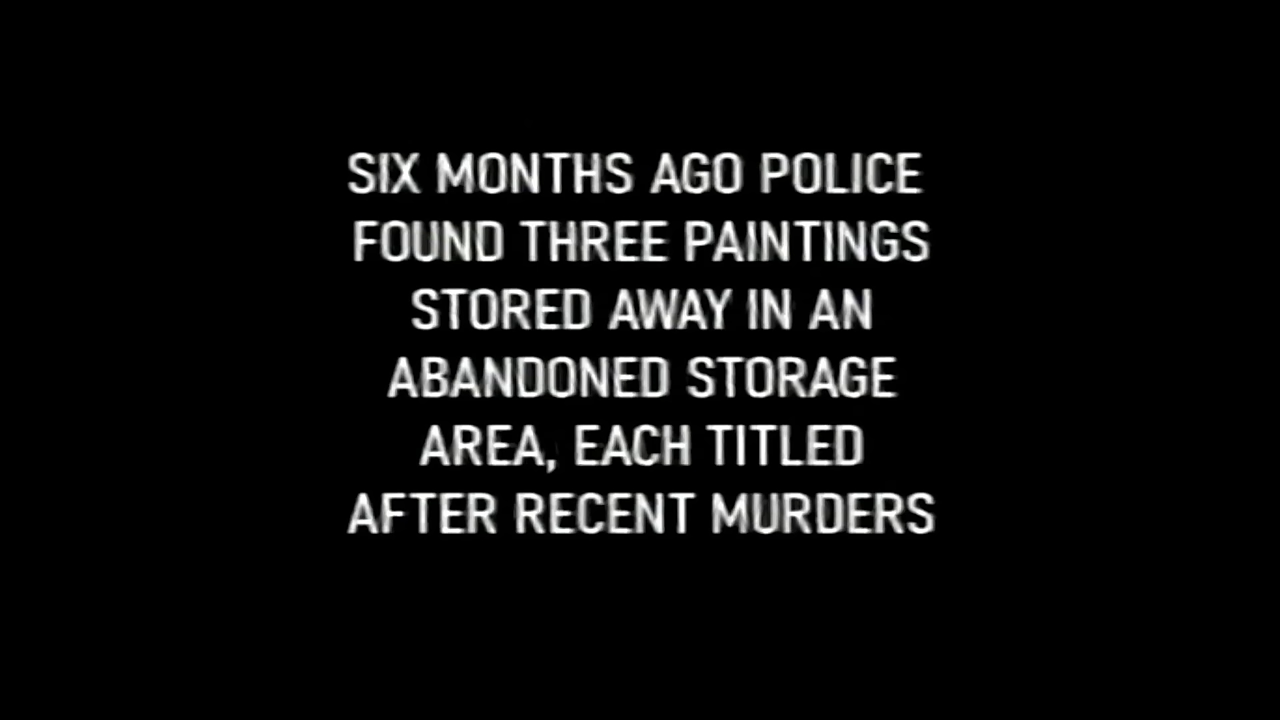 SIX MONTHS AGO POLICE
FOUND THREE PAINTINGS
STORED AWAY IN AN
ABANDONED STORAGE
AREA, EACH TITLED
AFTER RECENT MURDERS